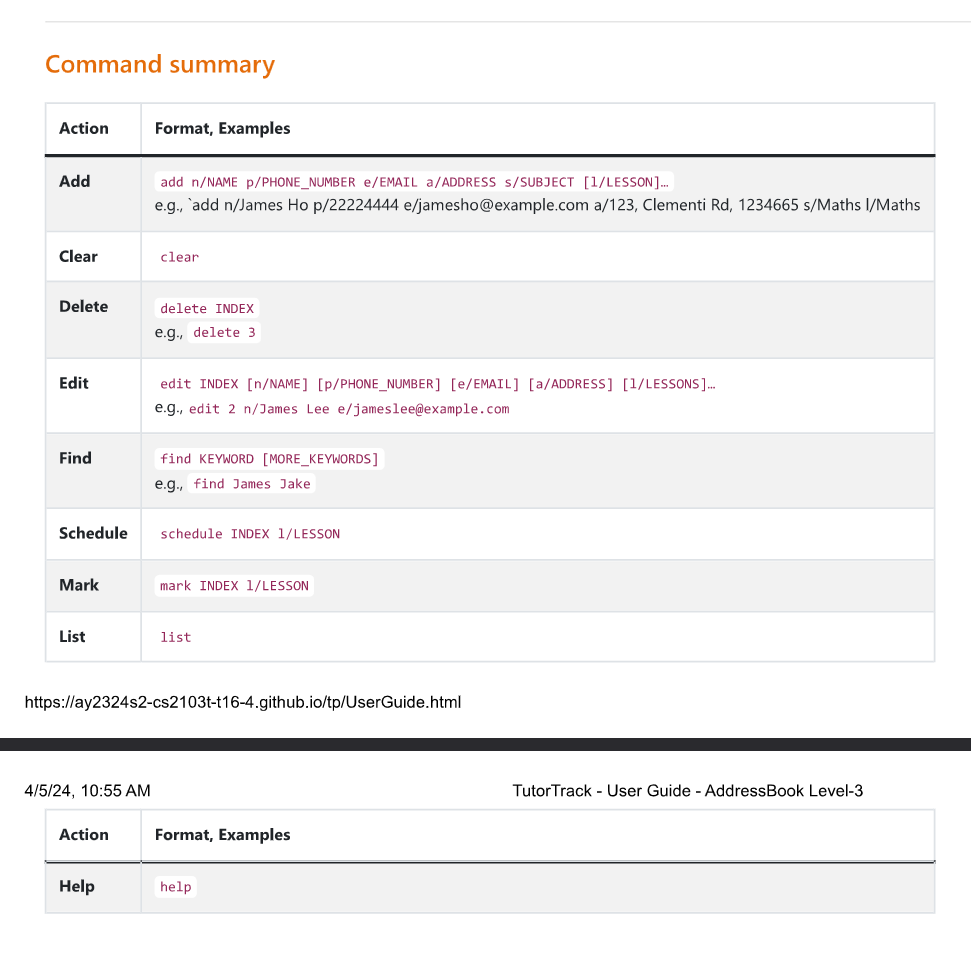 Command summary
Action Format, Examples
Add add n/NAME p/PHONE_NUMBER e/EMAIL a/ADDRESS s/SUBJECT [l/LESSON]…
e.g., `add n/James Ho p/22224444 e/jamesho@example.com a/123, Clementi Rd, 1234665 s/Maths l/Maths
Clear clear
Delete delete INDEX
e.g., delete 3
Edit edit INDEX [n/NAME] [p/PHONE_NUMBER] [e/EMAIL] [a/ADDRESS] [l/LESSONS]…
e.g., edit 2 n/James Lee e/jameslee@example.com
Find find KEYWORD [MORE_KEYWORDS]
e.g., find James Jake
Schedule schedule INDEX l/LESSON
Mark mark INDEX l/LESSON
List list
https://ay2324s2-cs2103t-t16-4.github.io/tp/UserGuide.html
4/5/24, 10:55 AM TutorTrack - User Guide - AddressBook Level-3
Action Format, Examples
Help help